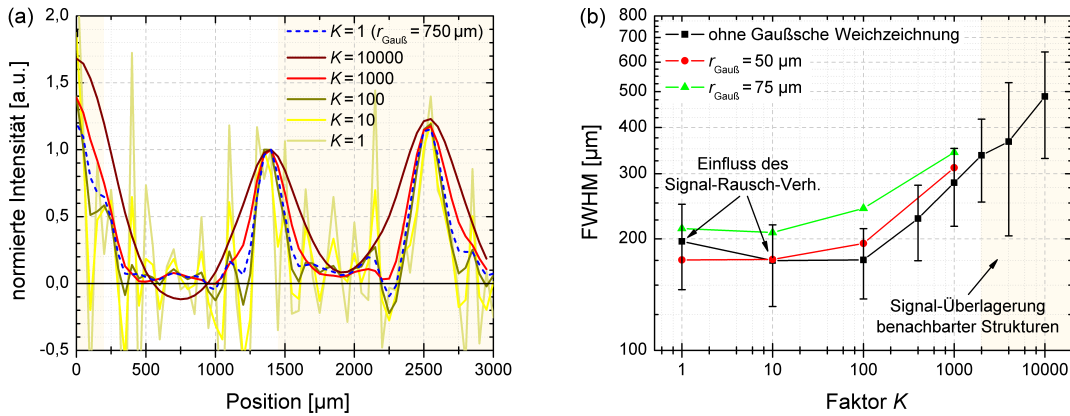 (a)
2,0
1,5
1,0
0,5
0,0
-0,5
normierte Intensität [a.u.]
0
500
1000
1500
2000
2500
3000
Position [µm]
K = 1 (rGauß = 750 µm)
K = 10000
K = 1000
K = 100
K = 10
K = 1
(b)
800
700
600
500
400
300
200
100
FWHM [µm]
1
10
100
1000
10000
Faktor K
ohne Gaußsche Weichzeichnung
rGauß = 50 µm
rGauß = 75 µm
Einfluss des
Signal-Rausch-Verh.
Signal-Überlagerung
benachbarter Strukturen